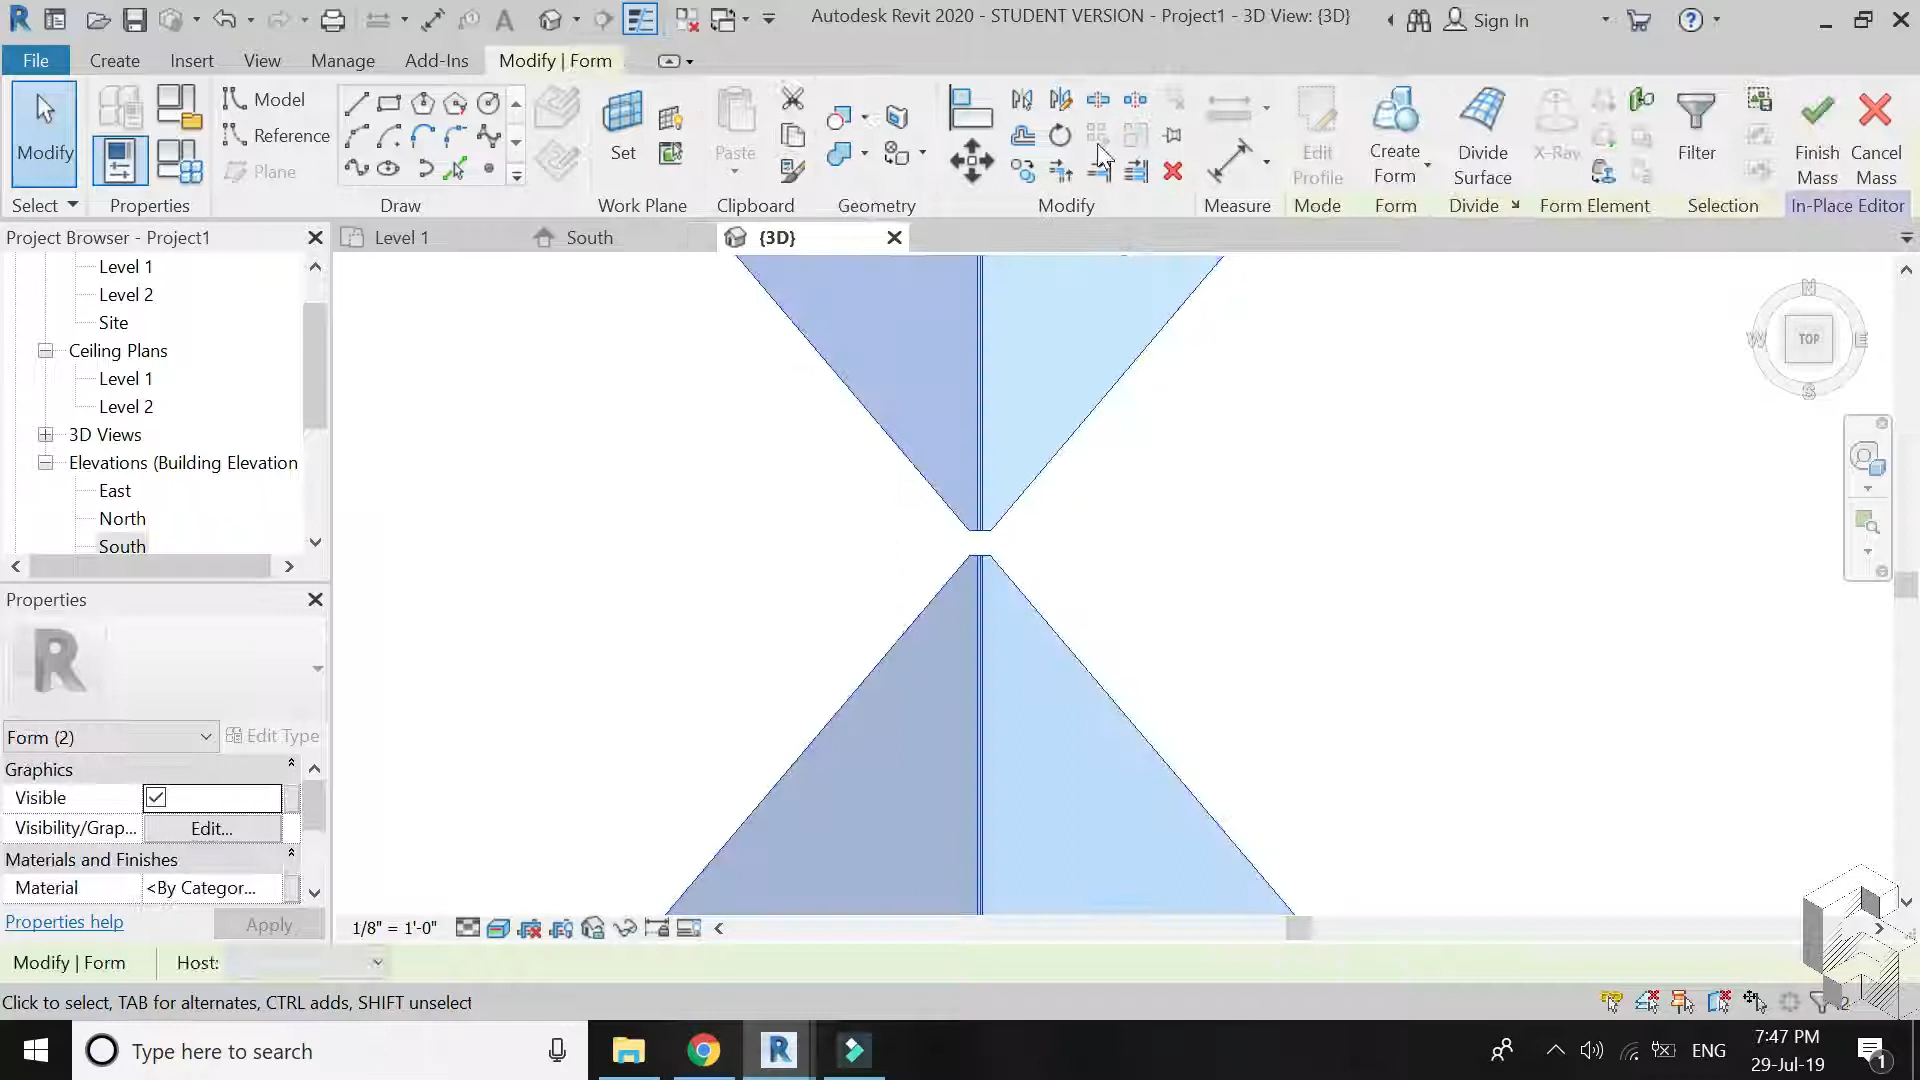 Autodesk Revit 2020 - STUDENT VERSION - Project1 - 3D View: {3D}
Sign In
File
Create
Insert
View
Manage
Add-Ins
Modify | Form
Modify
Model
Reference
Plane
Set
Paste
Edit
Profile
Create
Form
Divide
Surface
X-Ray
Filter
Finish
Mass
Cancel
Mass
Select
Properties
Draw
Work Plane
Clipboard
Geometry
Modify
Measure
Mode
Form
Divide
Form Element
Selection
In-Place Editor
Project Browser - Project1
Level 1
South
{3D}
Level 1
Level 2
Site
Ceiling Plans
Level 1
Level 2
3D Views
Elevations (Building Elevation
East
North
South
N
W
TOP
E
S
Properties
R
Form (2)
Edit Type
Graphics
Visible
Visibility/Grap...
Edit...
Materials and Finishes
Material
<By Categor...
Properties help
Apply
1/8" = 1'-0"
Modify | Form
Host:
Click to select, TAB for alternates, CTRL adds, SHIFT unselect
Type here to search
ENG
7:47 PM
29-Jul-19
1